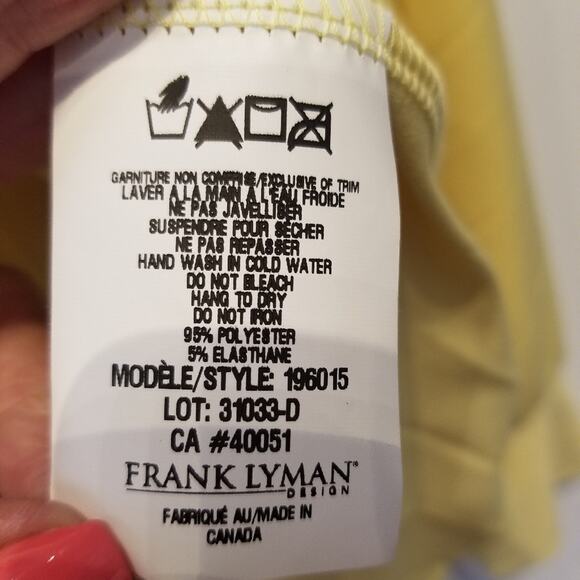 GARNITURE NON COMPRISE/EXCLUSIVE OF TRIM
LAVER A LA MAIN A L'EAU FROIDE
NE PAS JAVELLISER
SUSPENDRE POUR SECHER
NE PAS REPASSER
HAND WASH IN COLD WATER
DO NOT BLEACH
HANG TO DRY
DO NOT IRON
95% POLYESTER
5% ELASTHANE
MODÈLE/STYLE: 196015
LOT: 31033-D
CA #40051
FRANK LYMAN
DESIGN
FABRIQUÉ AU/MADE IN
CANADA